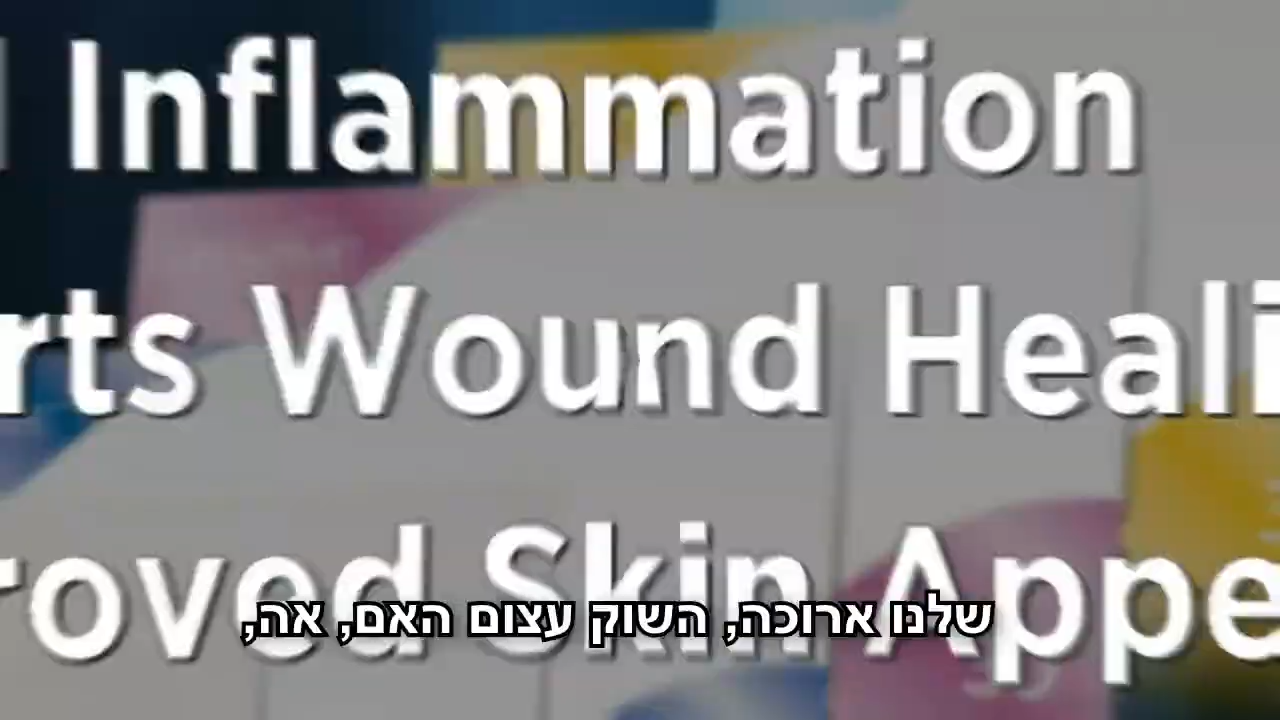 Inflammation
rts Wound Heali
roved Skin Appe
שלנו ארוכה, השוק עצום האם, אה,